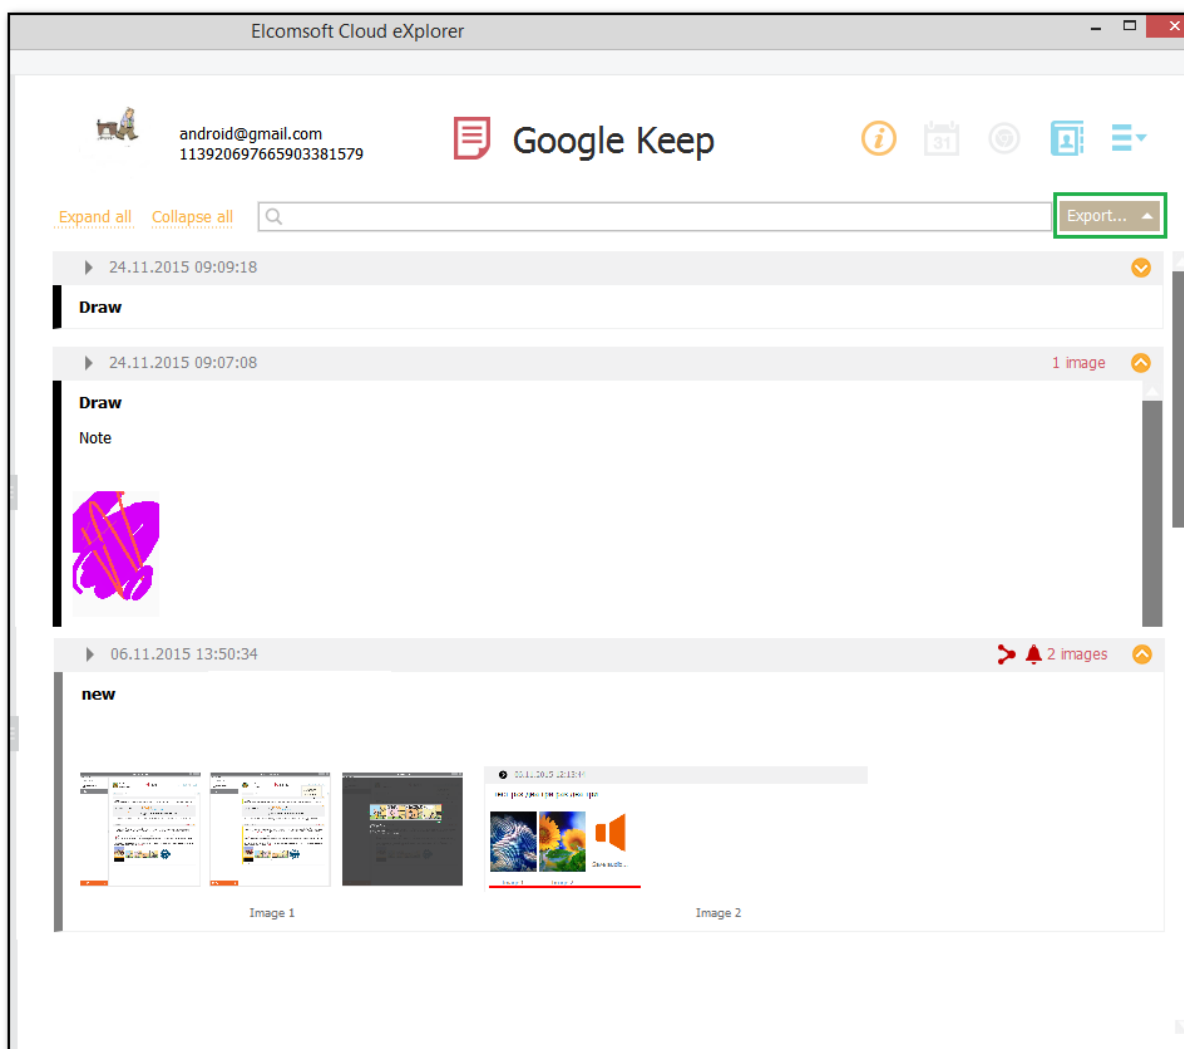 Elcomsoft Cloud eXplorer
android@gmail.com
113920697665903381579
Google Keep
31
Expand all Collapse all Export...
24.11.2015 09:09:18
Draw
24.11.2015 09:07:08 1 image
Draw
Note
06.11.2015 13:50:34 2 images
new
Image 1 Image 2